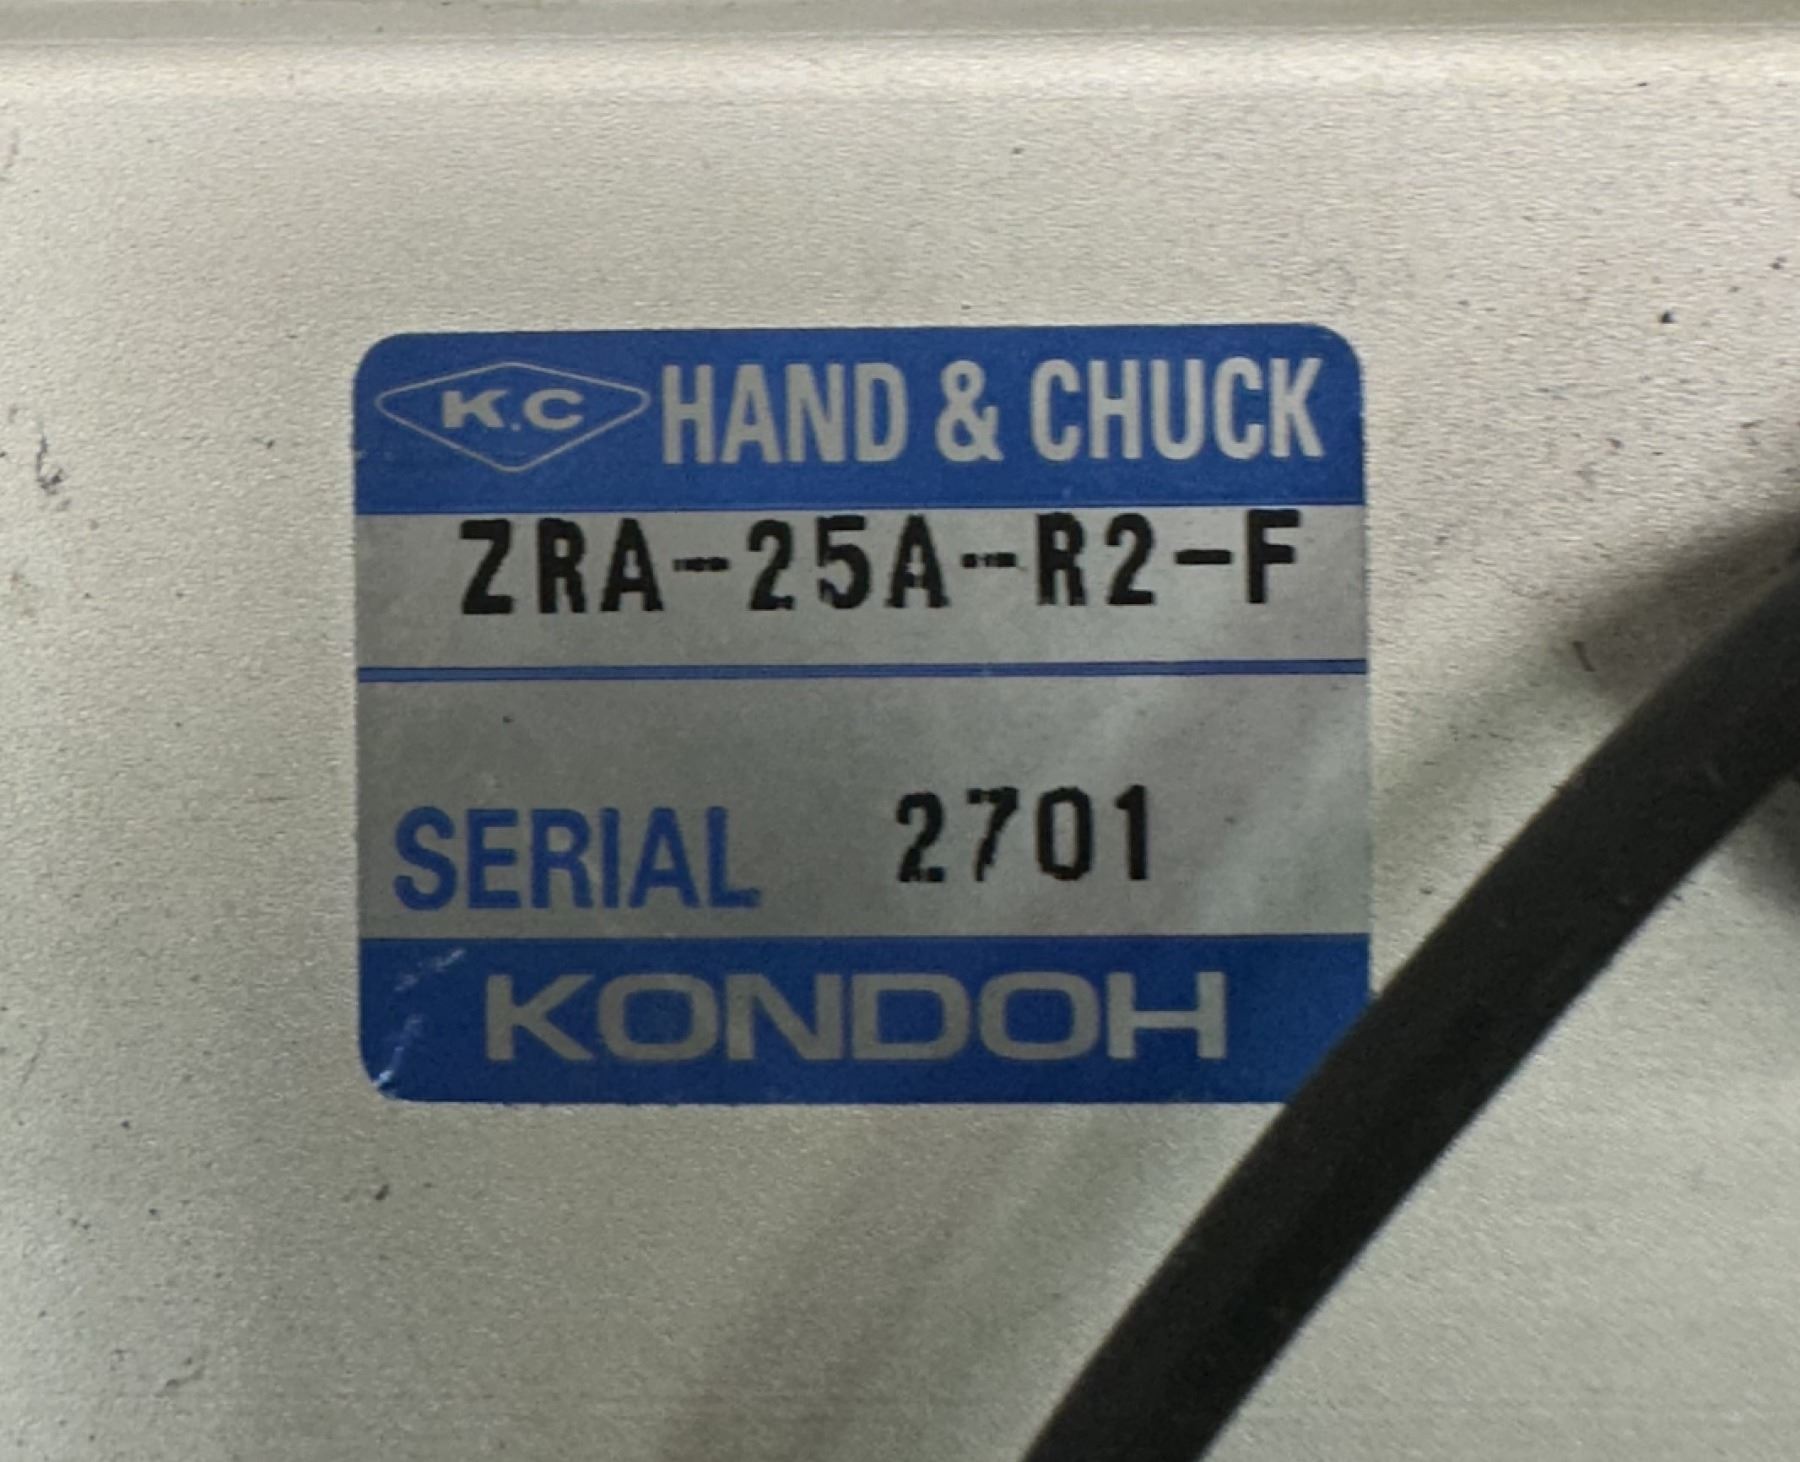 K.C HAND & CHUCK
ZRA-25A-R2-F
SERIAL 2701
KONDOH